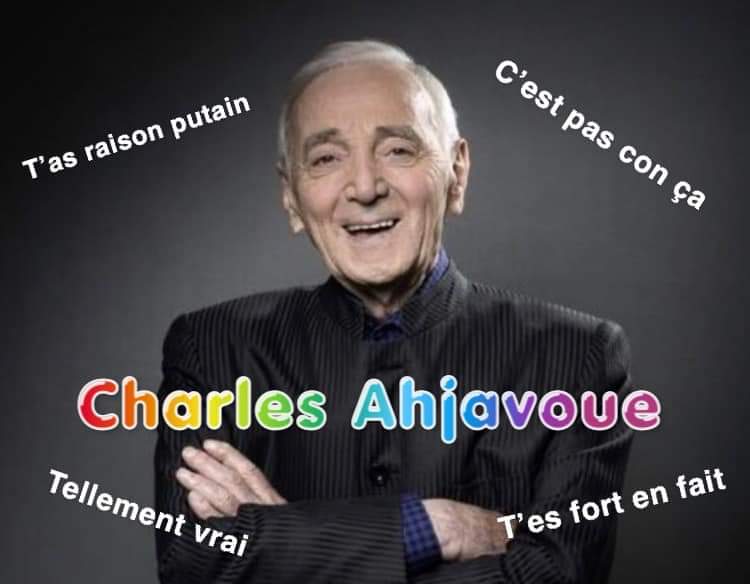 T'as raison putain
C'est pas con ça
Charles Ahjavoue
Tellement vrai
T'es fort en fait